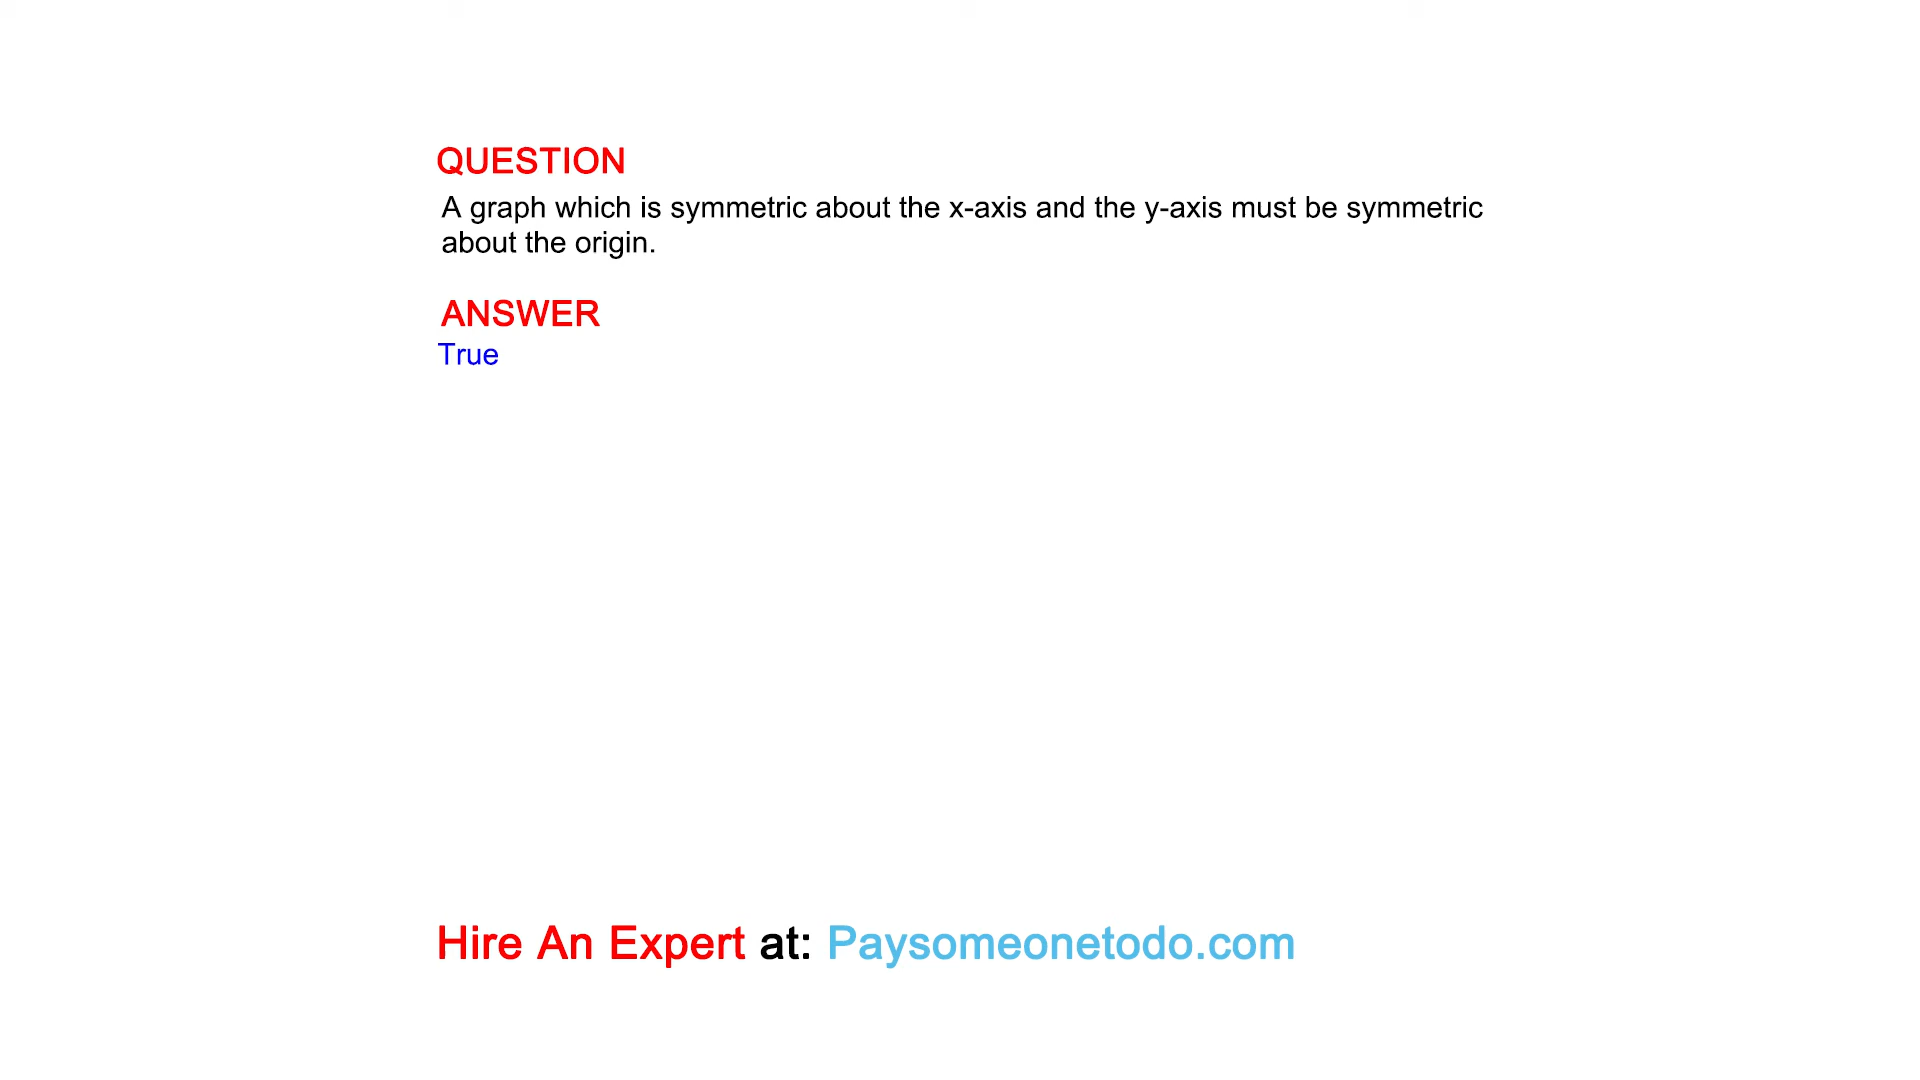 QUESTION
A graph which is symmetric about the x-axis and the y-axis must be symmetric
about the origin.
ANSWER
True
Hire An Expert at: Paysomeonetodo.com